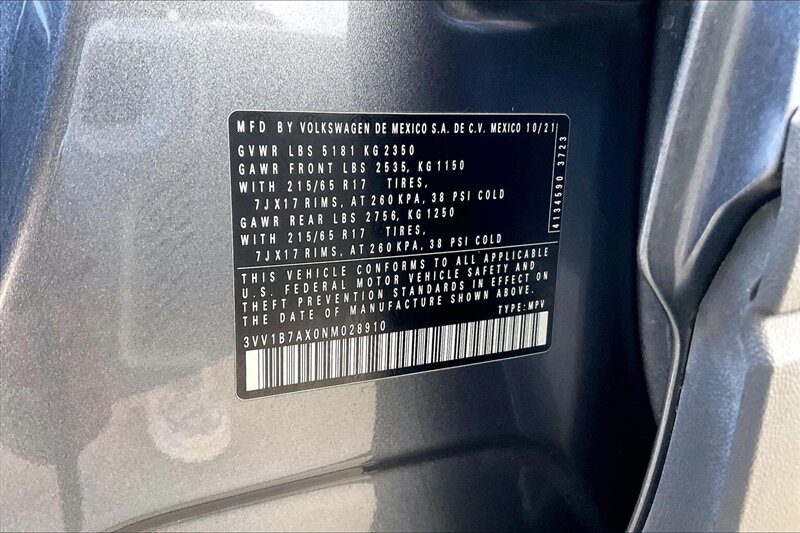 MFD BY VOLKSWAGEN DE MEXICO S.A. DE C.V. MEXICO 10/21
GVWR LBS 5181 KG 2350
GAWR FRONT LBS 2535, KG 1150
WITH 215/65 R17 TIRES,
7JX17 RIMS, AT 260 KPA, 38 PSI COLD
GAWR REAR LBS 2756, KG 1250
WITH 215/65 R17 TIRES,
7JX17 RIMS, AT 260 KPA, 38 PSI COLD
4134590 3723
THIS VEHICLE CONFORMS TO ALL APPLICABLE
U.S. FEDERAL MOTOR VEHICLE SAFETY AND
THEFT PREVENTION STANDARDS IN EFFECT ON
THE DATE OF MANUFACTURE SHOWN ABOVE.
3VV1B7AX0NM028910 TYPE: MPV